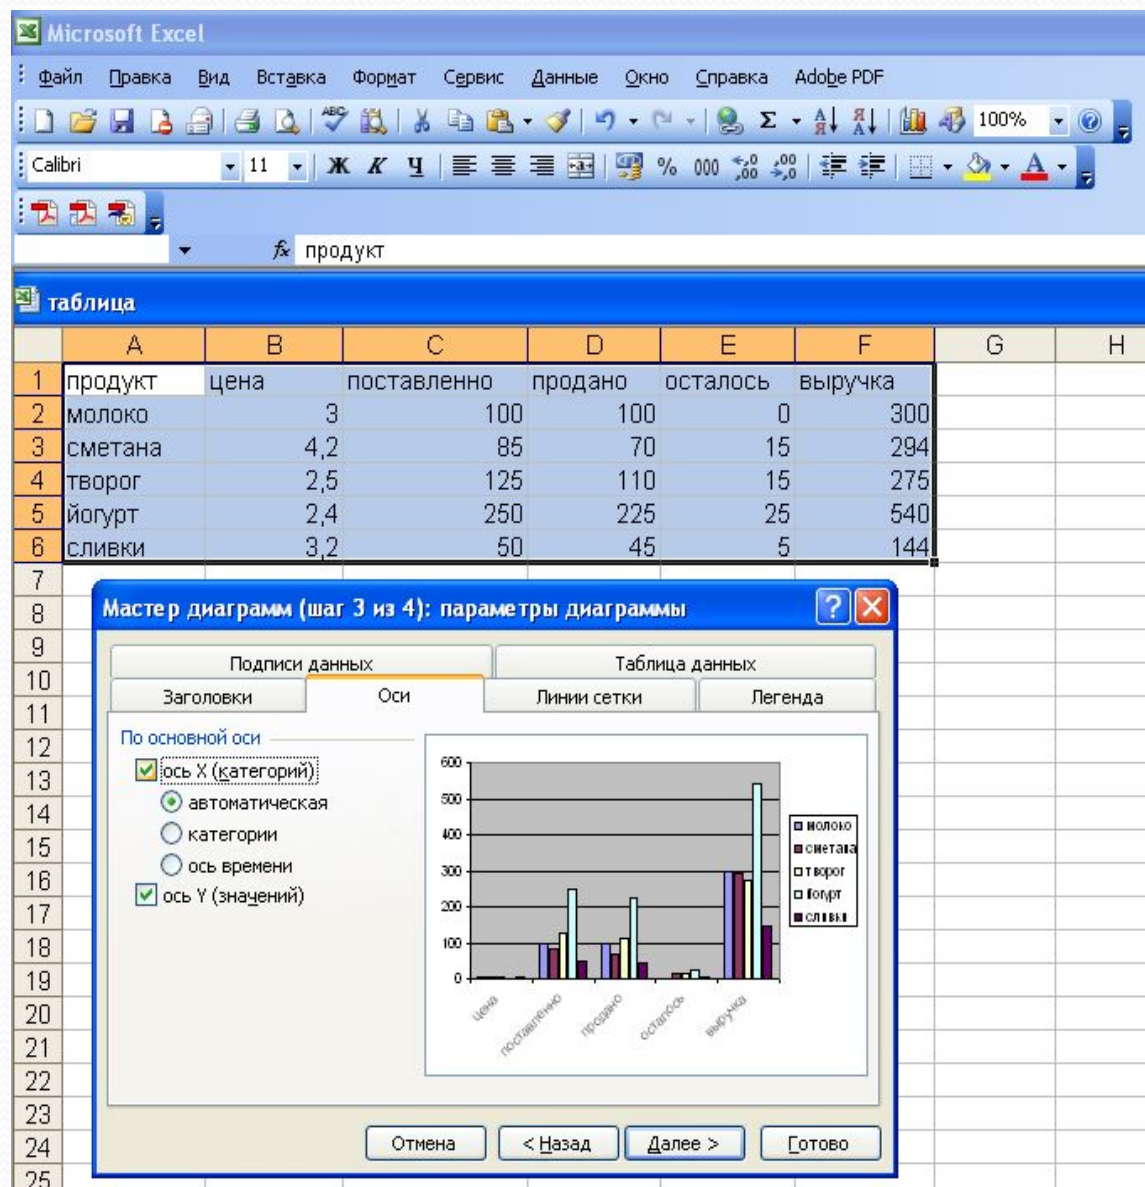 Microsoft Excel
Файл Правка Вид Вставка Формат Сервис Данные Окно Справка Adobe PDF
ABC Σ А Я Я А 100%
Calibri 11 Ж К Ч % 000 ,0 ,00 ,00 ,0 А
fx продукт
таблица
A B C D E F G H
1 продукт цена поставленно продано осталось выручка
2 молоко 3 100 100 0 300
3 сметана 4,2 85 70 15 294
4 творог 2,5 125 110 15 275
5 йогурт 2,4 250 225 25 540
6 сливки 3,2 50 45 5 144
7
8
9
10
11
12
13
14
15
16
17
18
19
20
21
22
23
24
25
Мастер диаграмм (шаг 3 из 4): параметры диаграммы
Подписи данных Таблица данных
Заголовки Оси Линии сетки Легенда
По основной оси
ось X (категорий)
автоматическая
категории
ось времени
ось Y (значений)
600
500
400
300
200
100
0
цена поставленно продано осталось выручка
молоко
сметана
творог
йогурт
сливки
Отмена < Назад Далее > Готово